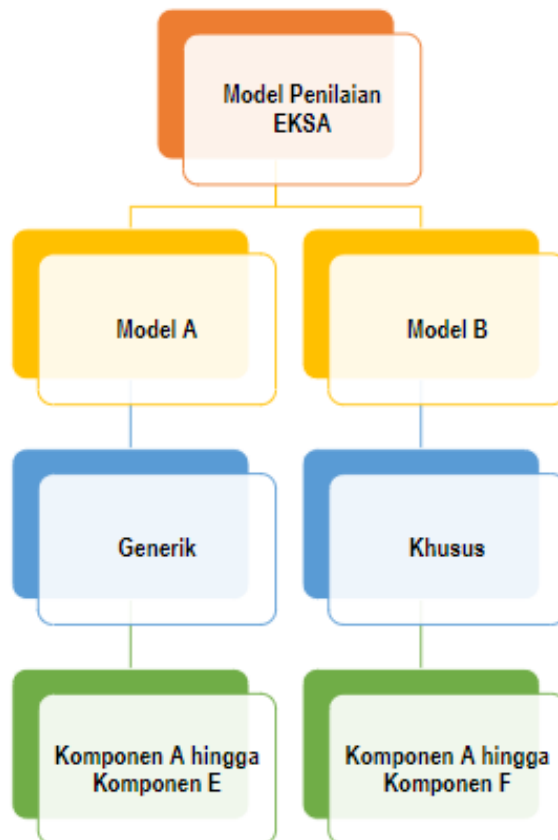 Model Penilaian
EKSA
Model A
Model B
Generik
Khusus
Komponen A hingga
Komponen E
Komponen A hingga
Komponen F